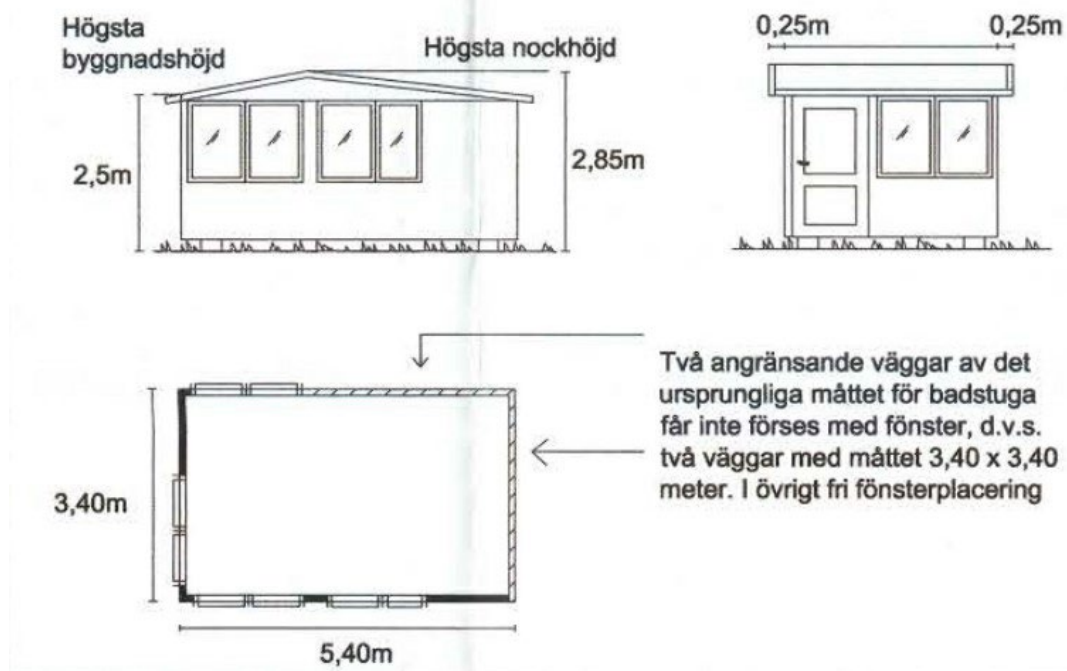 Högsta
byggnadshöjd
Högsta nockhöjd
0,25m
0,25m
2,5m
2,85m
Två angränsande väggar av det
ursprungliga måttet för badstuga
får inte förses med fönster, d.v.s.
två väggar med måttet 3,40 x 3,40
meter. I övrigt fri fönsterplacering
3,40m
5,40m